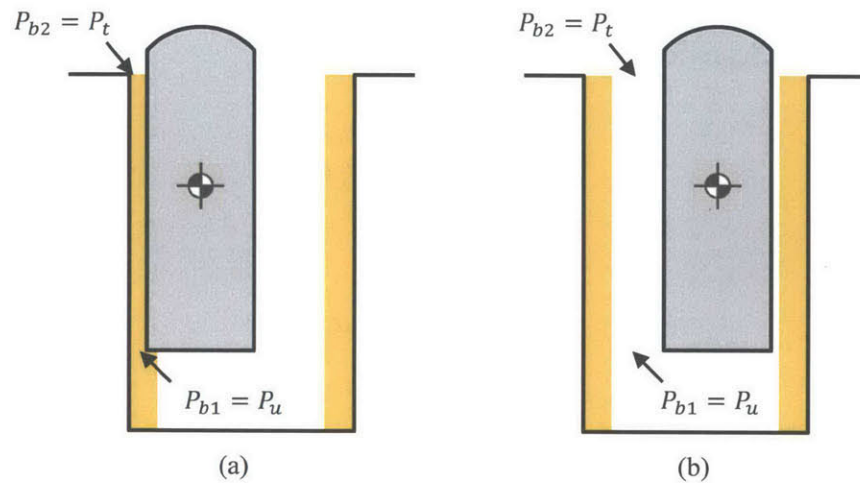 P_{b2} = P_t
P_{b1} = P_u
(a)
P_{b2} = P_t
P_{b1} = P_u
(b)